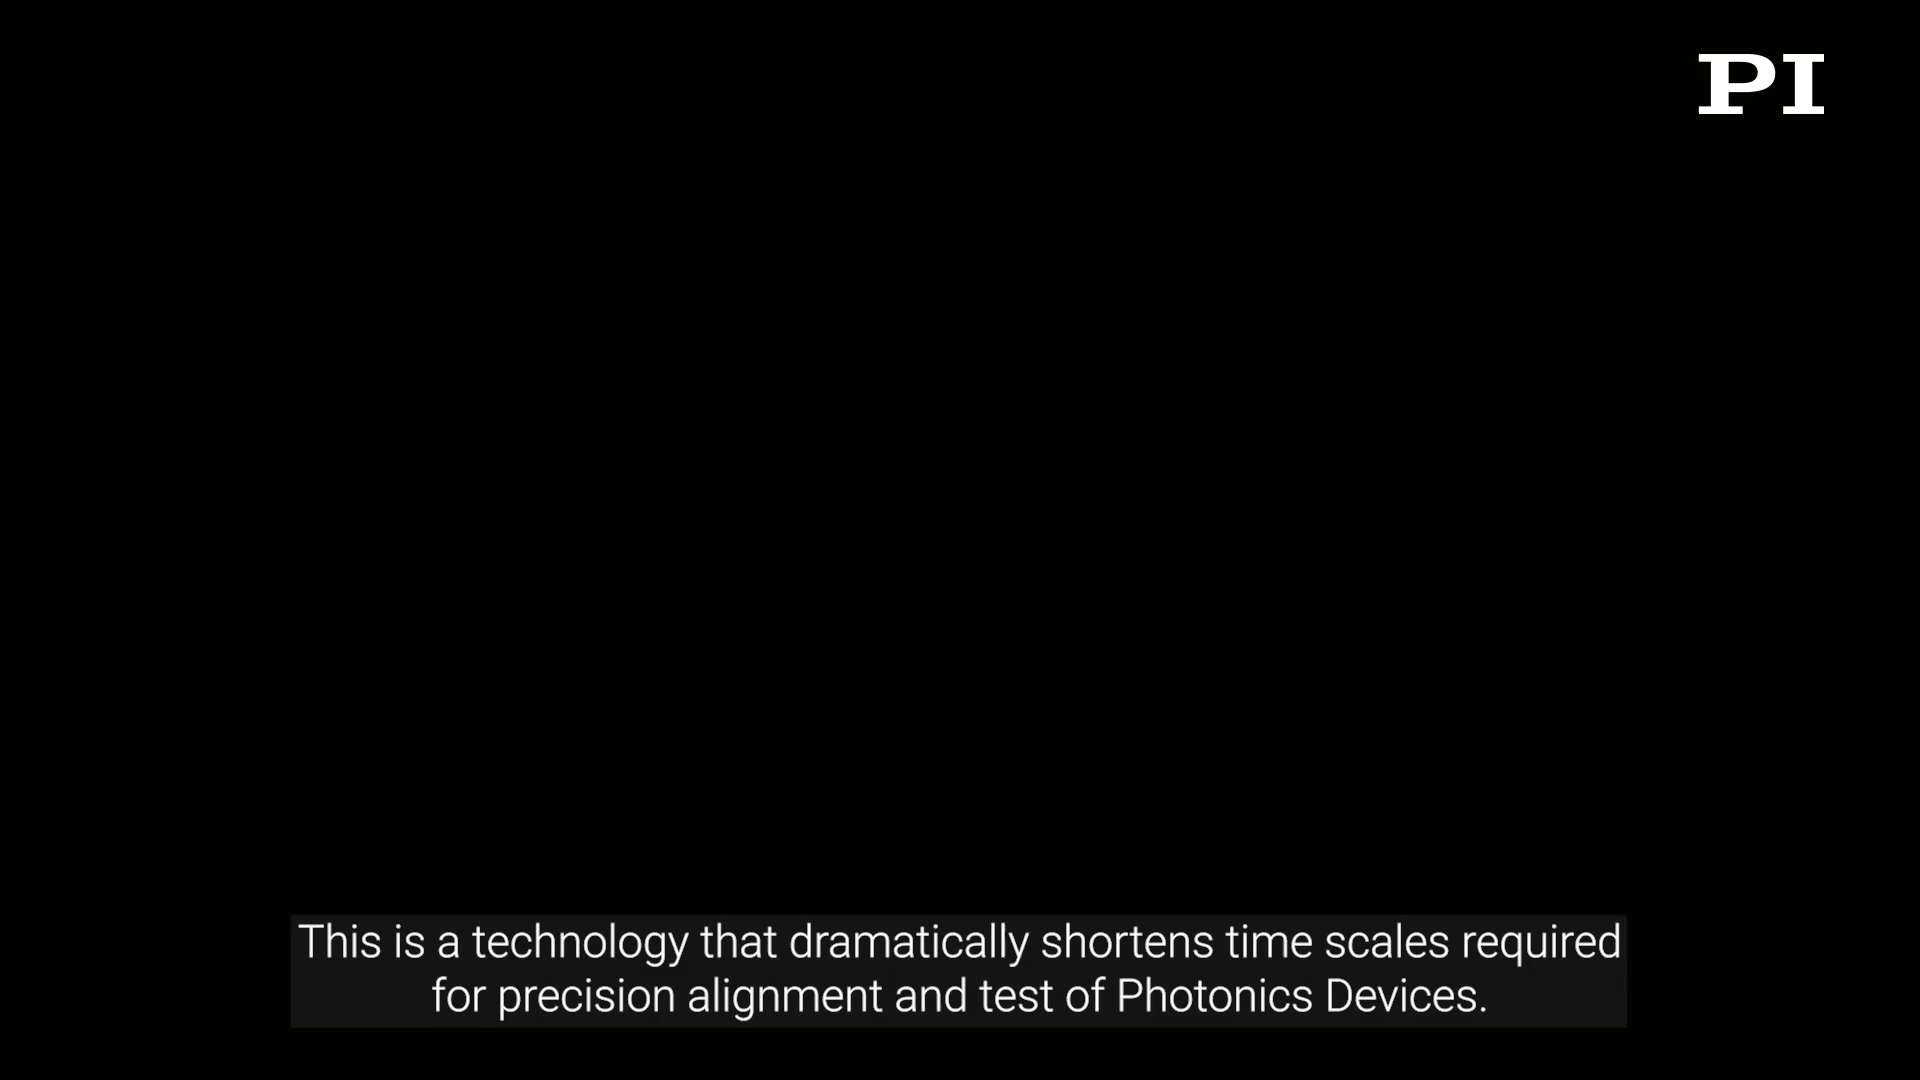 PI
This is a technology that dramatically shortens time scales required
for precision alignment and test of Photonics Devices.